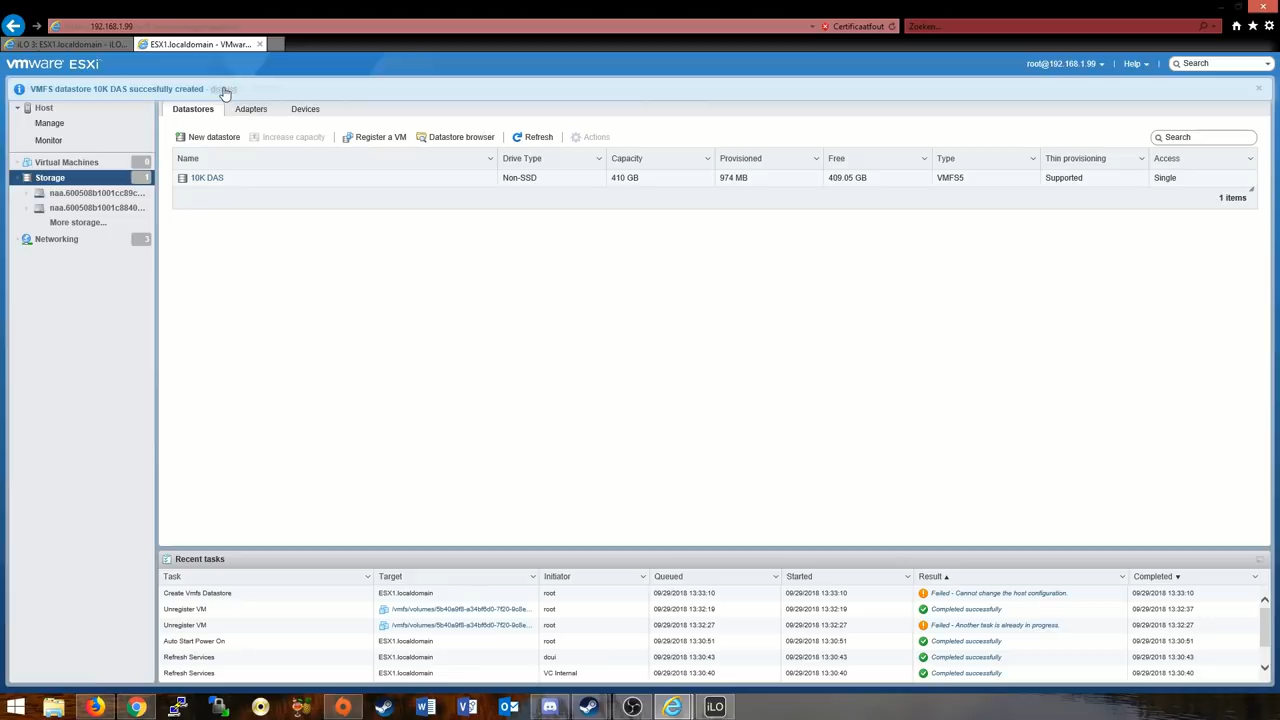 192.168.1.99
Certificaatfout
Zoeken...
iLO 3: ESX1.localdomain - iLO...
ESX1.localdomain - VMwar...
vmware ESXi
root@192.168.1.99
Help
Search
VMFS datastore 10K DAS succesfully created -
Host
Manage
Monitor
Virtual Machines 0
Storage 1
naa.600508b1001cc89c...
naa.600508b1001c8840...
More storage...
Networking 3
Datastores Adapters Devices
New datastore Increase capacity Register a VM Datastore browser Refresh Actions
Search
Name Drive Type Capacity Provisioned Free Type Thin provisioning Access
10K DAS Non-SSD 410 GB 974 MB 409.05 GB VMFS5 Supported Single
1 items
Recent tasks
Task Target Initiator Queued Started Result Completed
Create Vmfs Datastore ESX1.localdomain root 09/29/2018 13:33:10 09/29/2018 13:33:10 Failed - Cannot change the host configuration. 09/29/2018 13:33:10
Unregister VM /vmfs/volumes/5b40a9f8-a34bf6d0-7f20-9c8e... root 09/29/2018 13:32:19 09/29/2018 13:32:19 Completed successfully 09/29/2018 13:32:37
Unregister VM /vmfs/volumes/5b40a9f8-a34bf6d0-7f20-9c8e... root 09/29/2018 13:32:27 09/29/2018 13:32:27 Failed - Another task is already in progress. 09/29/2018 13:32:27
Auto Start Power On ESX1.localdomain root 09/29/2018 13:30:51 09/29/2018 13:30:51 Completed successfully 09/29/2018 13:30:51
Refresh Services ESX1.localdomain dcui 09/29/2018 13:30:43 09/29/2018 13:30:43 Completed successfully 09/29/2018 13:30:43
Refresh Services ESX1.localdomain VC Internal 09/29/2018 13:30:40 09/29/2018 13:30:40 Completed successfully 09/29/2018 13:30:40
iLO